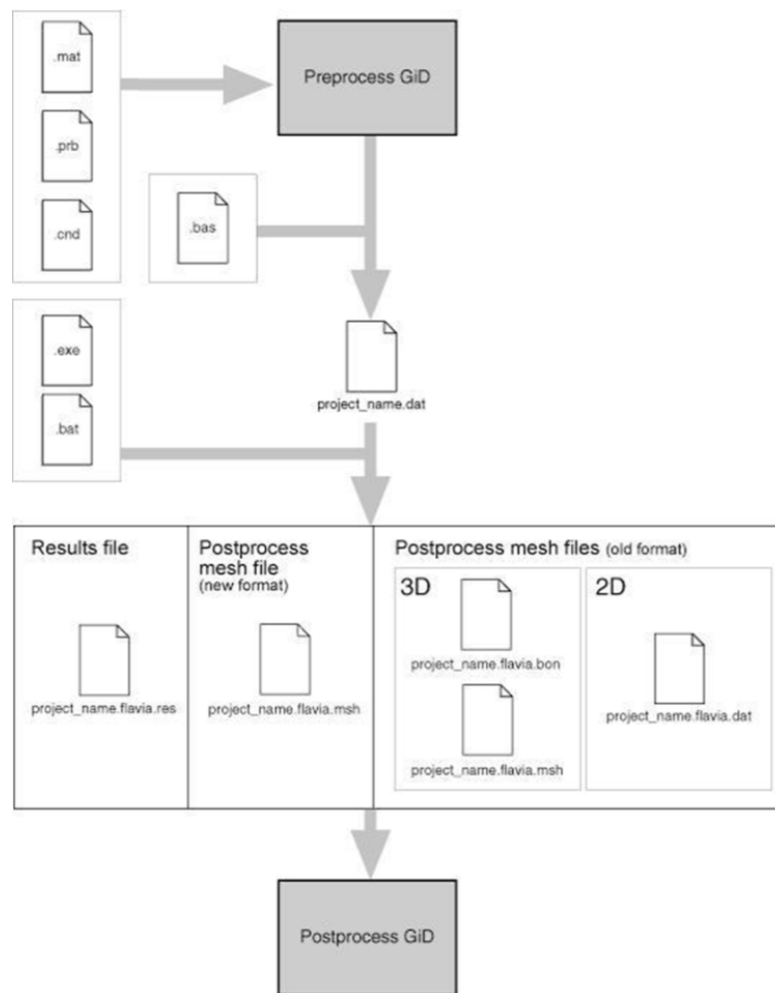 .mat
Preprocess GiD
.prb
.cnd
.bas
.exe
.bat
project_name.dat
Results file
project_name.flavia.res
Postprocess
mesh file
(new format)
project_name.flavia.msh
Postprocess mesh files (old format)
3D
project_name.flavia.bon
project_name.flavia.msh
2D
project_name.flavia.dat
Postprocess GiD